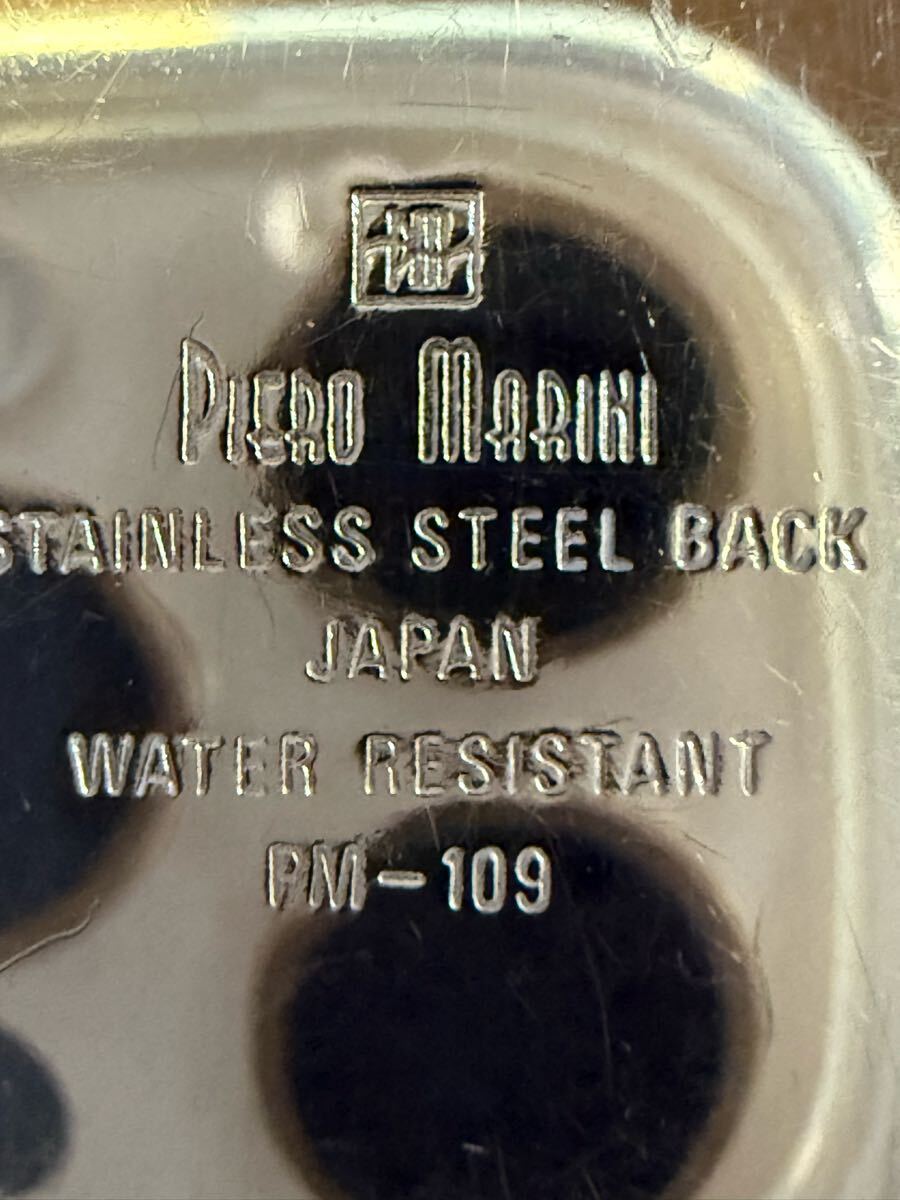 PIERO MARINI
STAINLESS STEEL BACK
JAPAN
WATER RESISTANT
PM-109